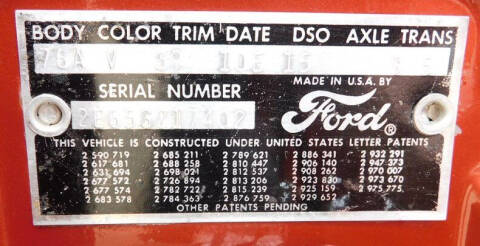 BODY COLOR TRIM DATE DSO AXLE TRANS
MADE IN U.S.A. BY
SERIAL NUMBER
Ford ®
THIS VEHICLE IS CONSTRUCTED UNDER UNITED STATES LETTER PATENTS
2 590 719 2 685 211 2 789 621 2 886 341 2 932 291
2 617 681 2 688 258 2 810 447 2 906 140 2 947 373
2 631 694 2 698 021 2 812 537 2 908 262 2 970 007
2 677 572 2 726 894 2 813 206 2 923 830 2 973 670
2 677 574 2 782 722 2 815 239 2 925 159 2 975 775
2 683 578 2 784 363 2 876 759 2 929 652
OTHER PATENTS PENDING